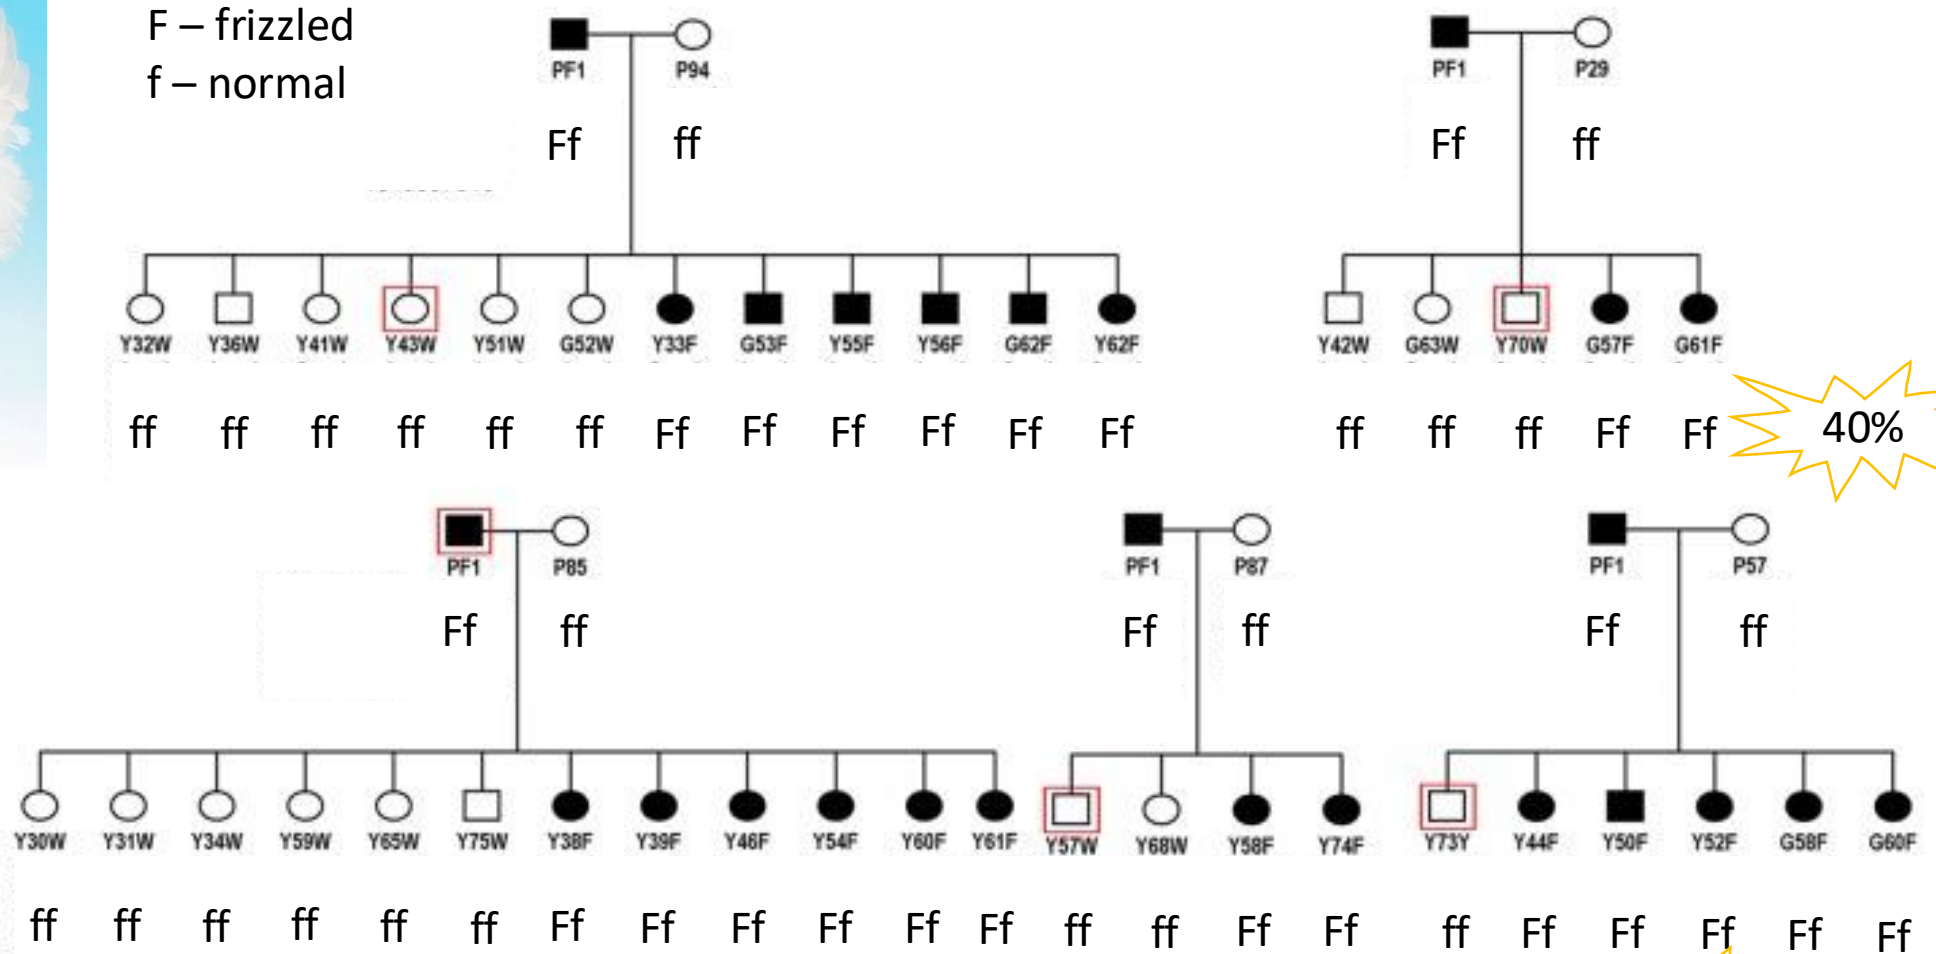 F – frizzled
f – normal
PF1 P94
Ff ff
Y32W Y36W Y41W Y43W Y51W G52W Y33F G53F Y55F Y56F G62F Y62F
ff ff ff ff ff ff Ff Ff Ff Ff Ff Ff
PF1 P29
Ff ff
Y42W G63W Y70W G57F G61F
ff ff ff Ff Ff
40%
PF1 P85
Ff ff
Y30W Y31W Y34W Y59W Y65W Y75W Y38F Y39F Y46F Y54F Y60F Y61F
ff ff ff ff ff ff Ff Ff Ff Ff Ff Ff
PF1 P87
Ff ff
Y57W Y68W Y58F Y74F
ff ff Ff Ff
PF1 P57
Ff ff
Y73Y Y44F Y50F Y52F G58F G60F
ff Ff Ff Ff Ff Ff